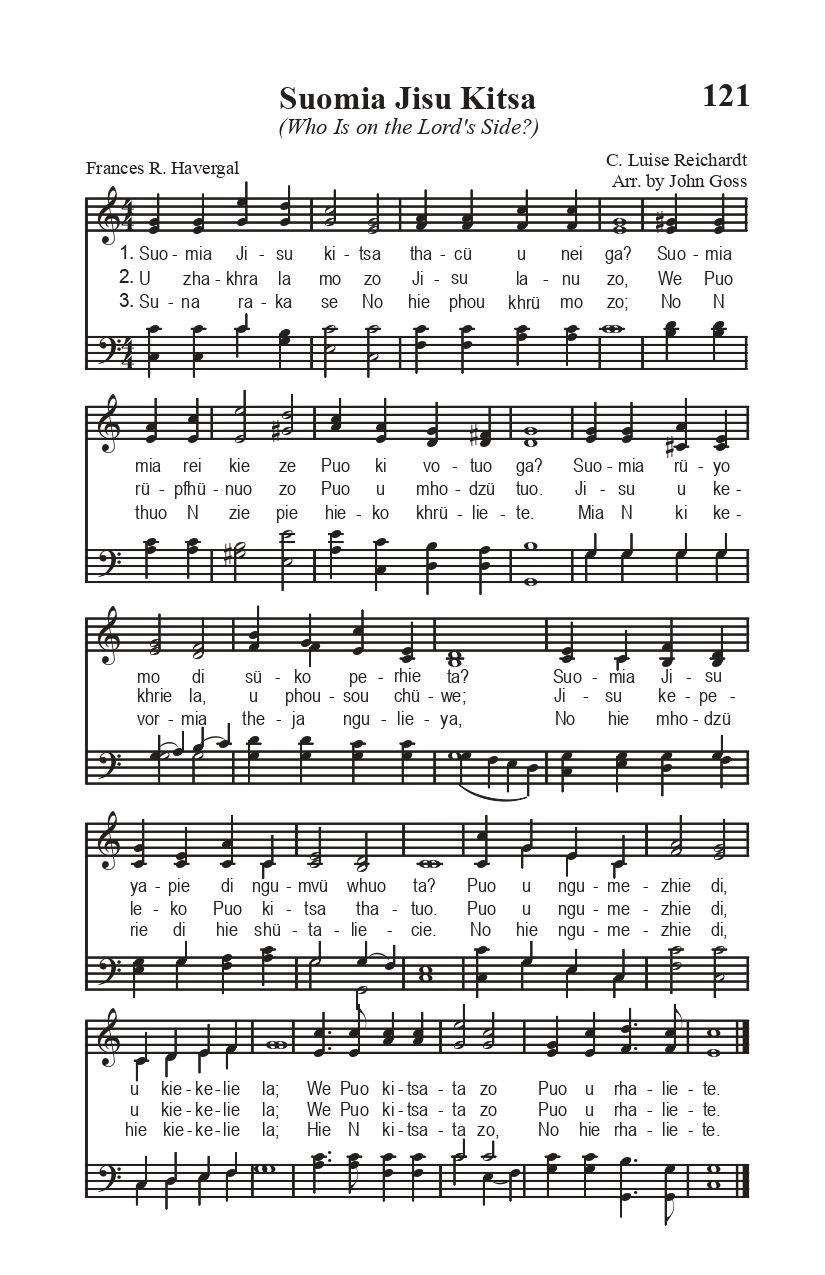 Suomia Jisu Kitsa
121
(Who Is on the Lord's Side?)
Frances R. Havergal
C. Luise Reichardt
Arr. by John Goss
1. Suo - mia Ji - su ki - tsa tha - cü u nei ga? Suo - mia
2. U zha - khra la mo zo Ji - su la - nu zo, We Puo
3. Su - na ra - ka se No hie phou khrü mo zo; No N
mia rei kie ze Puo ki vo - tuo ga? Suo - mia rü - yo
rü - pfhü - nuo zo Puo u mho - dzü tuo. Ji - su u ke -
thuo N zie pie hie - ko khrü - lie - te. Mia N ki ke -
mo di sü - ko pe - rhie ta? Suo - mia Ji - su
khrie la, u phou - sou chü - we; Ji - su ke - pe -
vor - mia the - ja ngu - lie - ya, No hie mho - dzü
ya - pie di ngu - mvü whuo ta? Puo u ngu - me - zhie di,
le - ko Puo ki - tsa tha - tuo. Puo u ngu - me - zhie di,
rie di hie shü - ta - lie - cie. No hie ngu - me - zhie di,
u kie - ke - lie la; We Puo ki - tsa - ta zo Puo u rha - lie - te.
u kie - ke - lie la; We Puo ki - tsa - ta zo Puo u rha - lie - te.
hie kie - ke - lie la; Hie N ki - tsa - ta zo, No hie rha - lie - te.